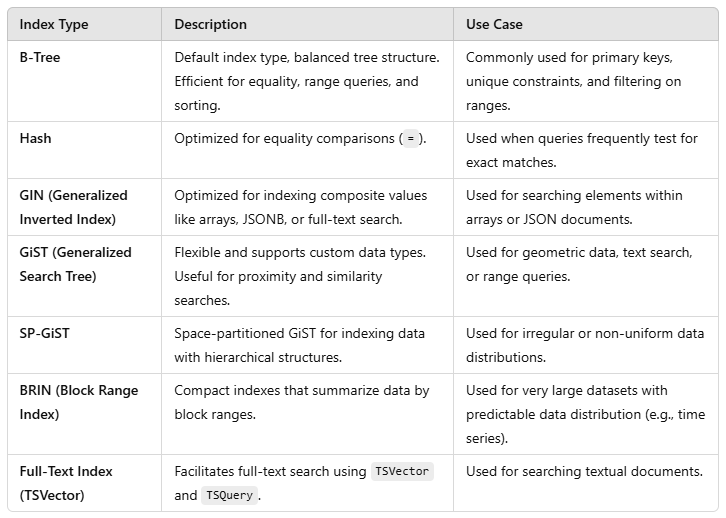 Index Type Description Use Case
B-Tree Default index type, balanced tree structure. Commonly used for primary keys,
Efficient for equality, range queries, and unique constraints, and filtering on
sorting. ranges.
Hash Optimized for equality comparisons ( = ). Used when queries frequently test for
exact matches.
GIN (Generalized Optimized for indexing composite values Used for searching elements within
Inverted Index) like arrays, JSONB, or full-text search. arrays or JSON documents.
GiST (Generalized Flexible and supports custom data types. Used for geometric data, text search,
Search Tree) Useful for proximity and similarity or range queries.
searches.
SP-GiST Space-partitioned GiST for indexing data Used for irregular or non-uniform data
with hierarchical structures. distributions.
BRIN (Block Range Compact indexes that summarize data by Used for very large datasets with
Index) block ranges. predictable data distribution (e.g., time
series).
Full-Text Index Facilitates full-text search using TSVector Used for searching textual documents.
(TSVector) and TSQuery .